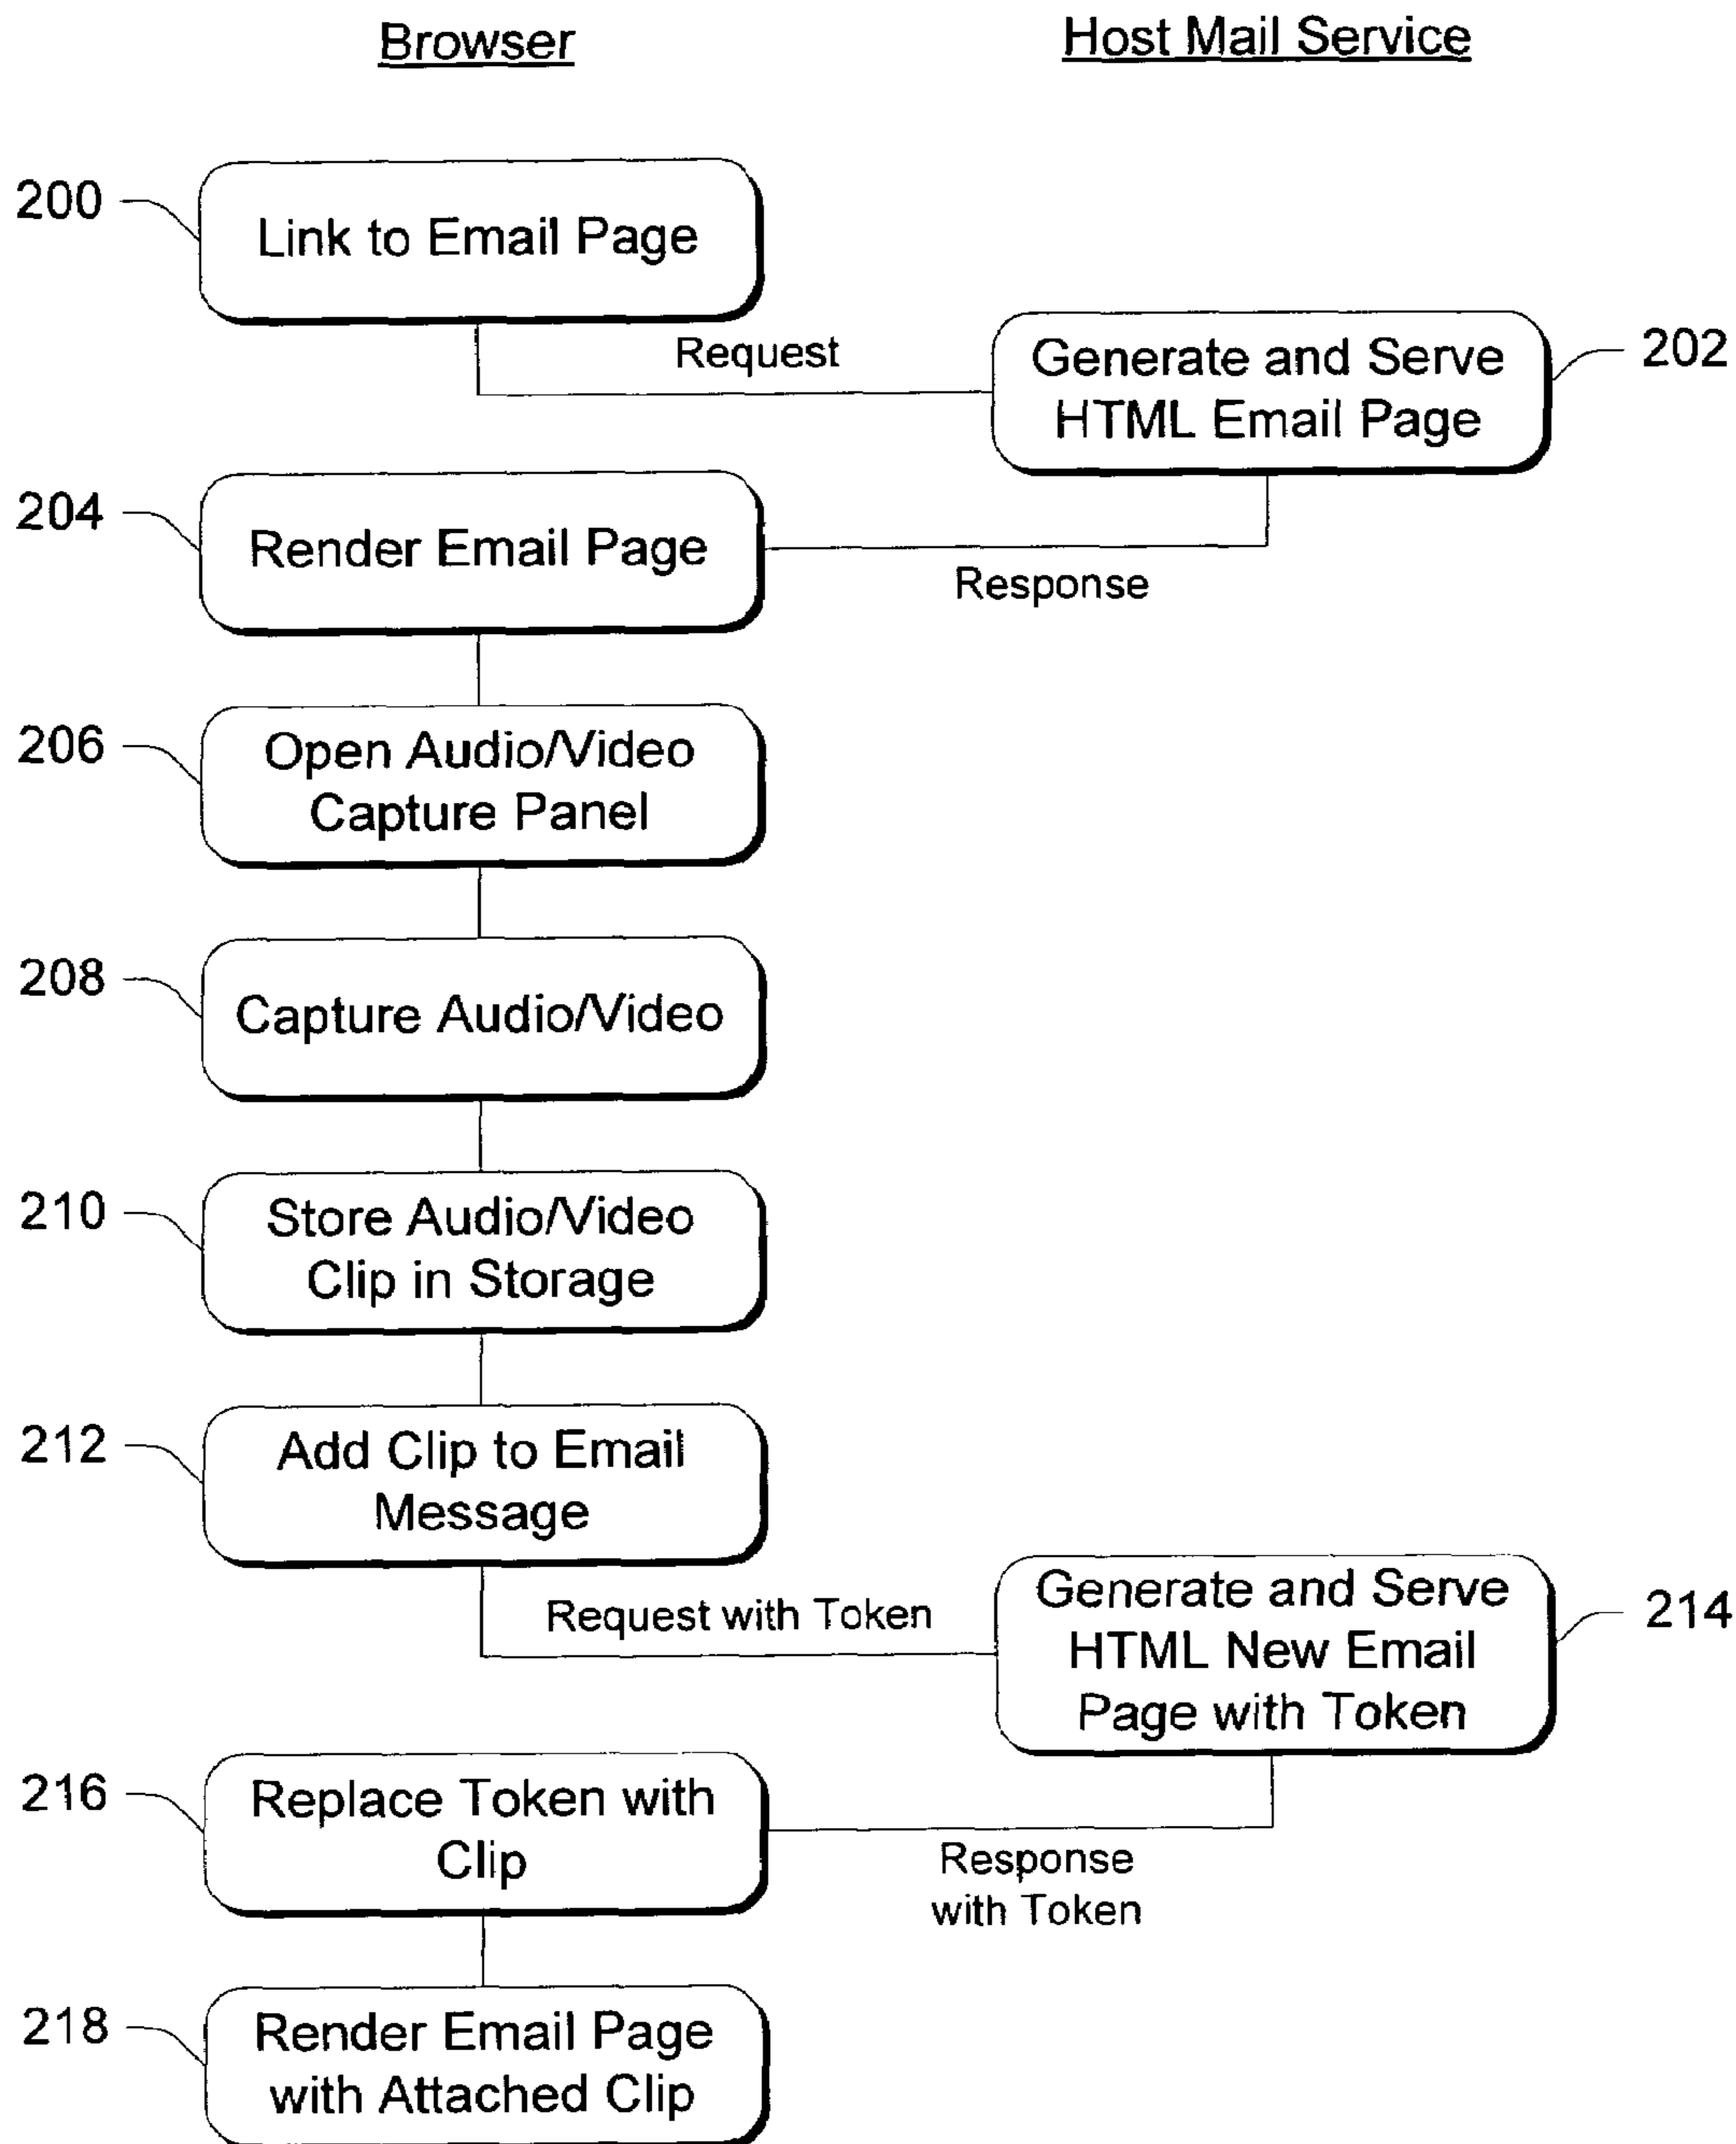 Browser
Host Mail Service
200
Link to Email Page
Request
Generate and Serve
HTML Email Page
202
204
Render Email Page
Response
206
Open Audio/Video
Capture Panel
208
Capture Audio/Video
210
Store Audio/Video
Clip in Storage
212
Add Clip to Email
Message
Request with Token
Generate and Serve
HTML New Email
Page with Token
214
216
Replace Token with
Clip
Response
with Token
218
Render Email Page
with Attached Clip